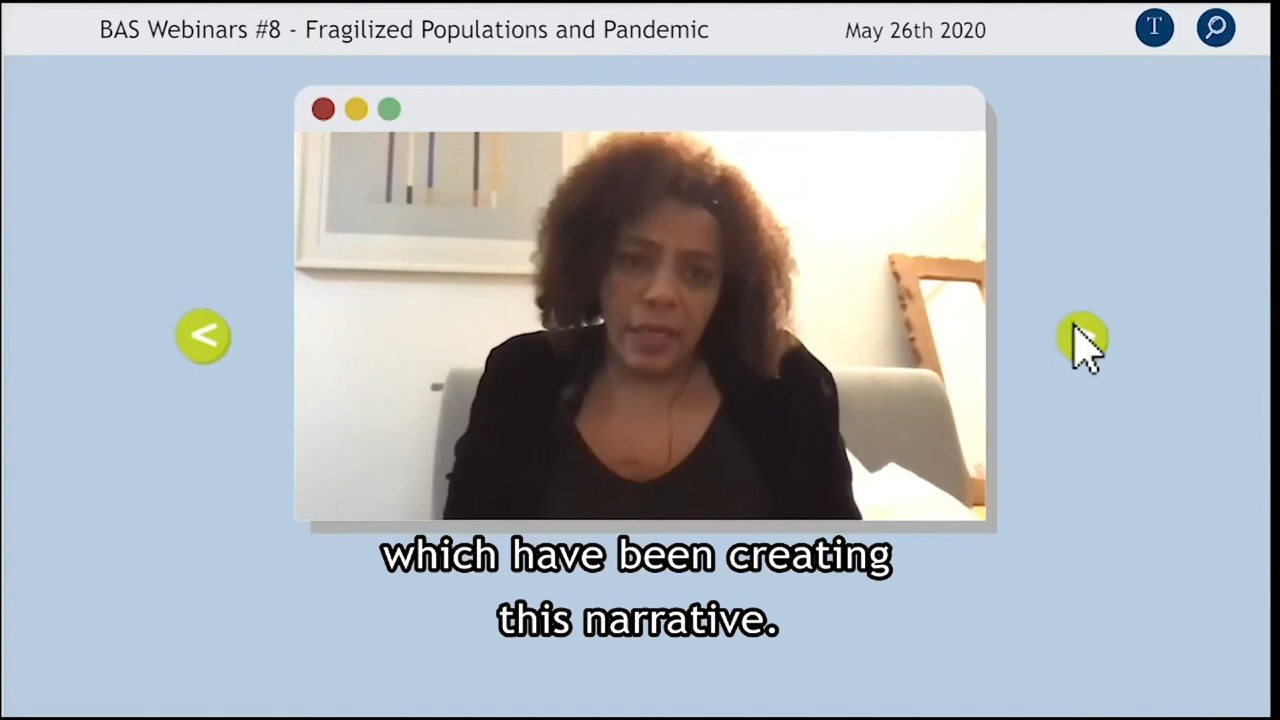 BAS Webinars #8 - Fragilized Populations and Pandemic
May 26th 2020
T
<
which have been creating
this narrative.